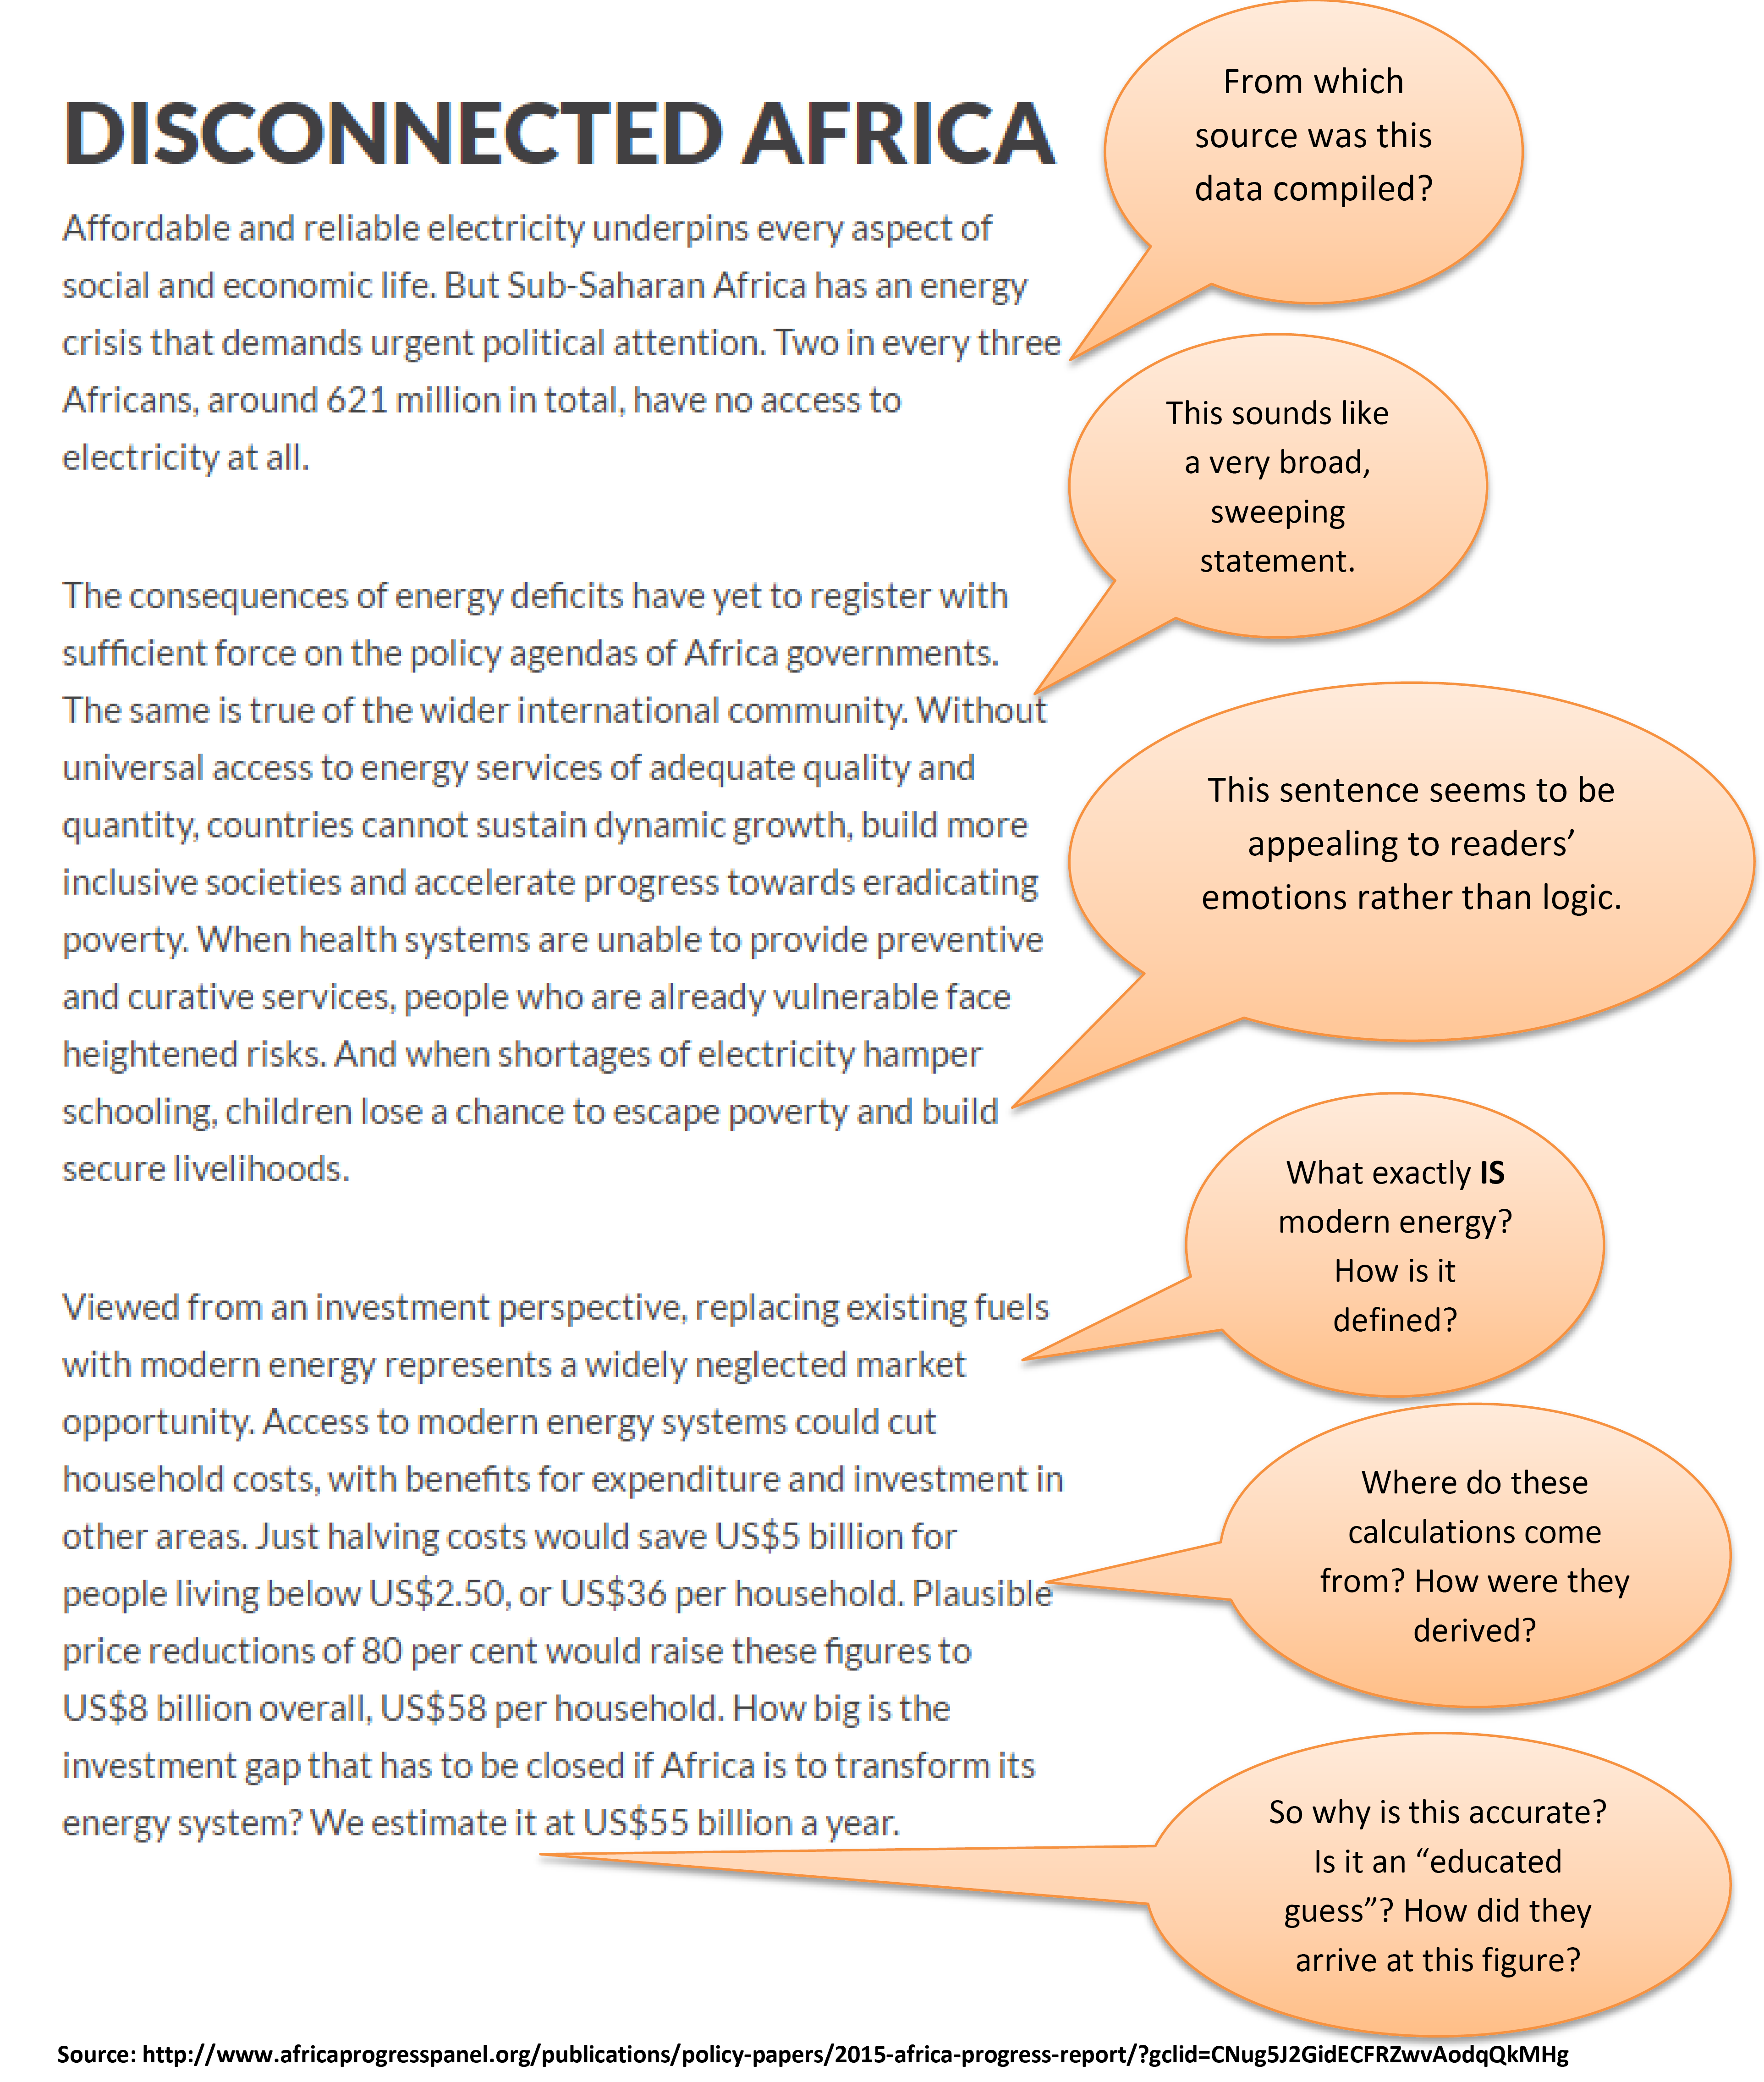 DISCONNECTED AFRICA
Affordable and reliable electricity underpins every aspect of
social and economic life. But Sub-Saharan Africa has an energy
crisis that demands urgent political attention. Two in every three
Africans, around 621 million in total, have no access to
electricity at all.
From which
source was this
data compiled?
The consequences of energy deficits have yet to register with
sufficient force on the policy agendas of Africa governments.
The same is true of the wider international community. Without
universal access to energy services of adequate quality and
quantity, countries cannot sustain dynamic growth, build more
inclusive societies and accelerate progress towards eradicating
poverty. When health systems are unable to provide preventive
and curative services, people who are already vulnerable face
heightened risks. And when shortages of electricity hamper
schooling, children lose a chance to escape poverty and build
secure livelihoods.
This sounds like
a very broad,
sweeping
statement.
This sentence seems to be
appealing to readers’
emotions rather than logic.
Viewed from an investment perspective, replacing existing fuels
with modern energy represents a widely neglected market
opportunity. Access to modern energy systems could cut
household costs, with benefits for expenditure and investment in
other areas. Just halving costs would save US$5 billion for
people living below US$2.50, or US$36 per household. Plausible
price reductions of 80 per cent would raise these figures to
US$8 billion overall, US$58 per household. How big is the
investment gap that has to be closed if Africa is to transform its
energy system? We estimate it at US$55 billion a year.
What exactly IS
modern energy?
How is it
defined?
Where do these
calculations come
from? How were they
derived?
So why is this accurate?
Is it an “educated
guess”? How did they
arrive at this figure?
Source: http://www.africaprogresspanel.org/publications/policy-papers/2015-africa-progress-report/?gclid=CNug5J2GidECFRZwvAodqQkMHg